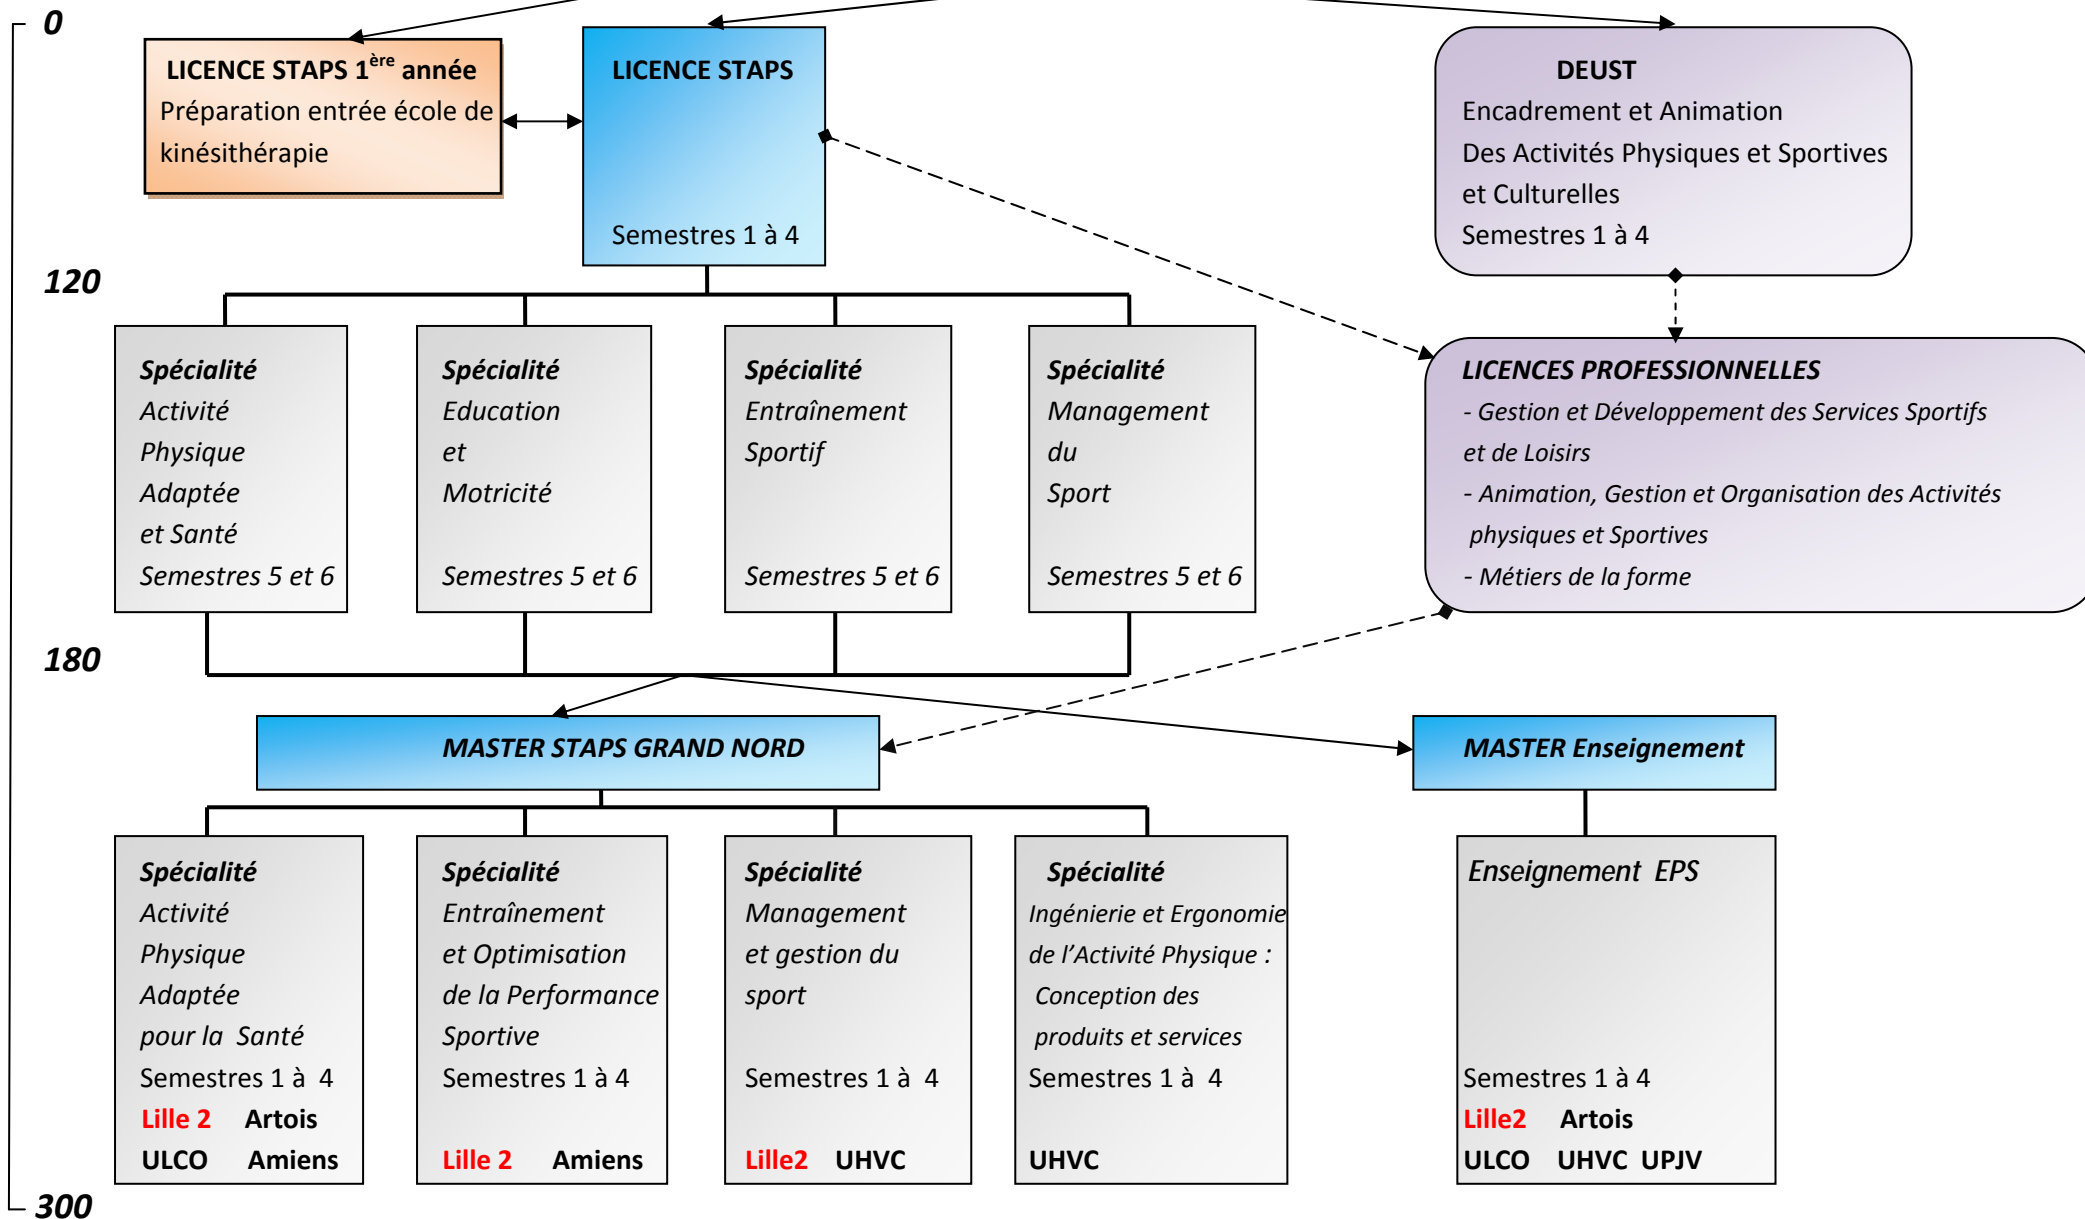 0
LICENCE STAPS 1ère année
Préparation entrée école de
kinésithérapie
LICENCE STAPS
Semestres 1 à 4
DEUST
Encadrement et Animation
Des Activités Physiques et Sportives
et Culturelles
Semestres 1 à 4
120
Spécialité
Activité
Physique
Adaptée
et Santé
Semestres 5 et 6
Spécialité
Education
et
Motricité
Semestres 5 et 6
Spécialité
Entraînement
Sportif
Semestres 5 et 6
Spécialité
Management
du
Sport
Semestres 5 et 6
LICENCES PROFESSIONNELLES
- Gestion et Développement des Services Sportifs
et de Loisirs
- Animation, Gestion et Organisation des Activités
physiques et Sportives
- Métiers de la forme
180
MASTER STAPS GRAND NORD
MASTER Enseignement
Spécialité
Activité
Physique
Adaptée
pour la Santé
Semestres 1 à 4
Lille 2 Artois
ULCO Amiens
Spécialité
Entraînement
et Optimisation
de la Performance
Sportive
Semestres 1 à 4
Lille 2 Amiens
Spécialité
Management
et gestion du
sport
Semestres 1 à 4
Lille2 UHVC
Spécialité
Ingénierie et Ergonomie
de l'Activité Physique :
Conception des
produits et services
Semestres 1 à 4
UHVC
Enseignement EPS
Semestres 1 à 4
Lille2 Artois
ULCO UHVC UPJV
300